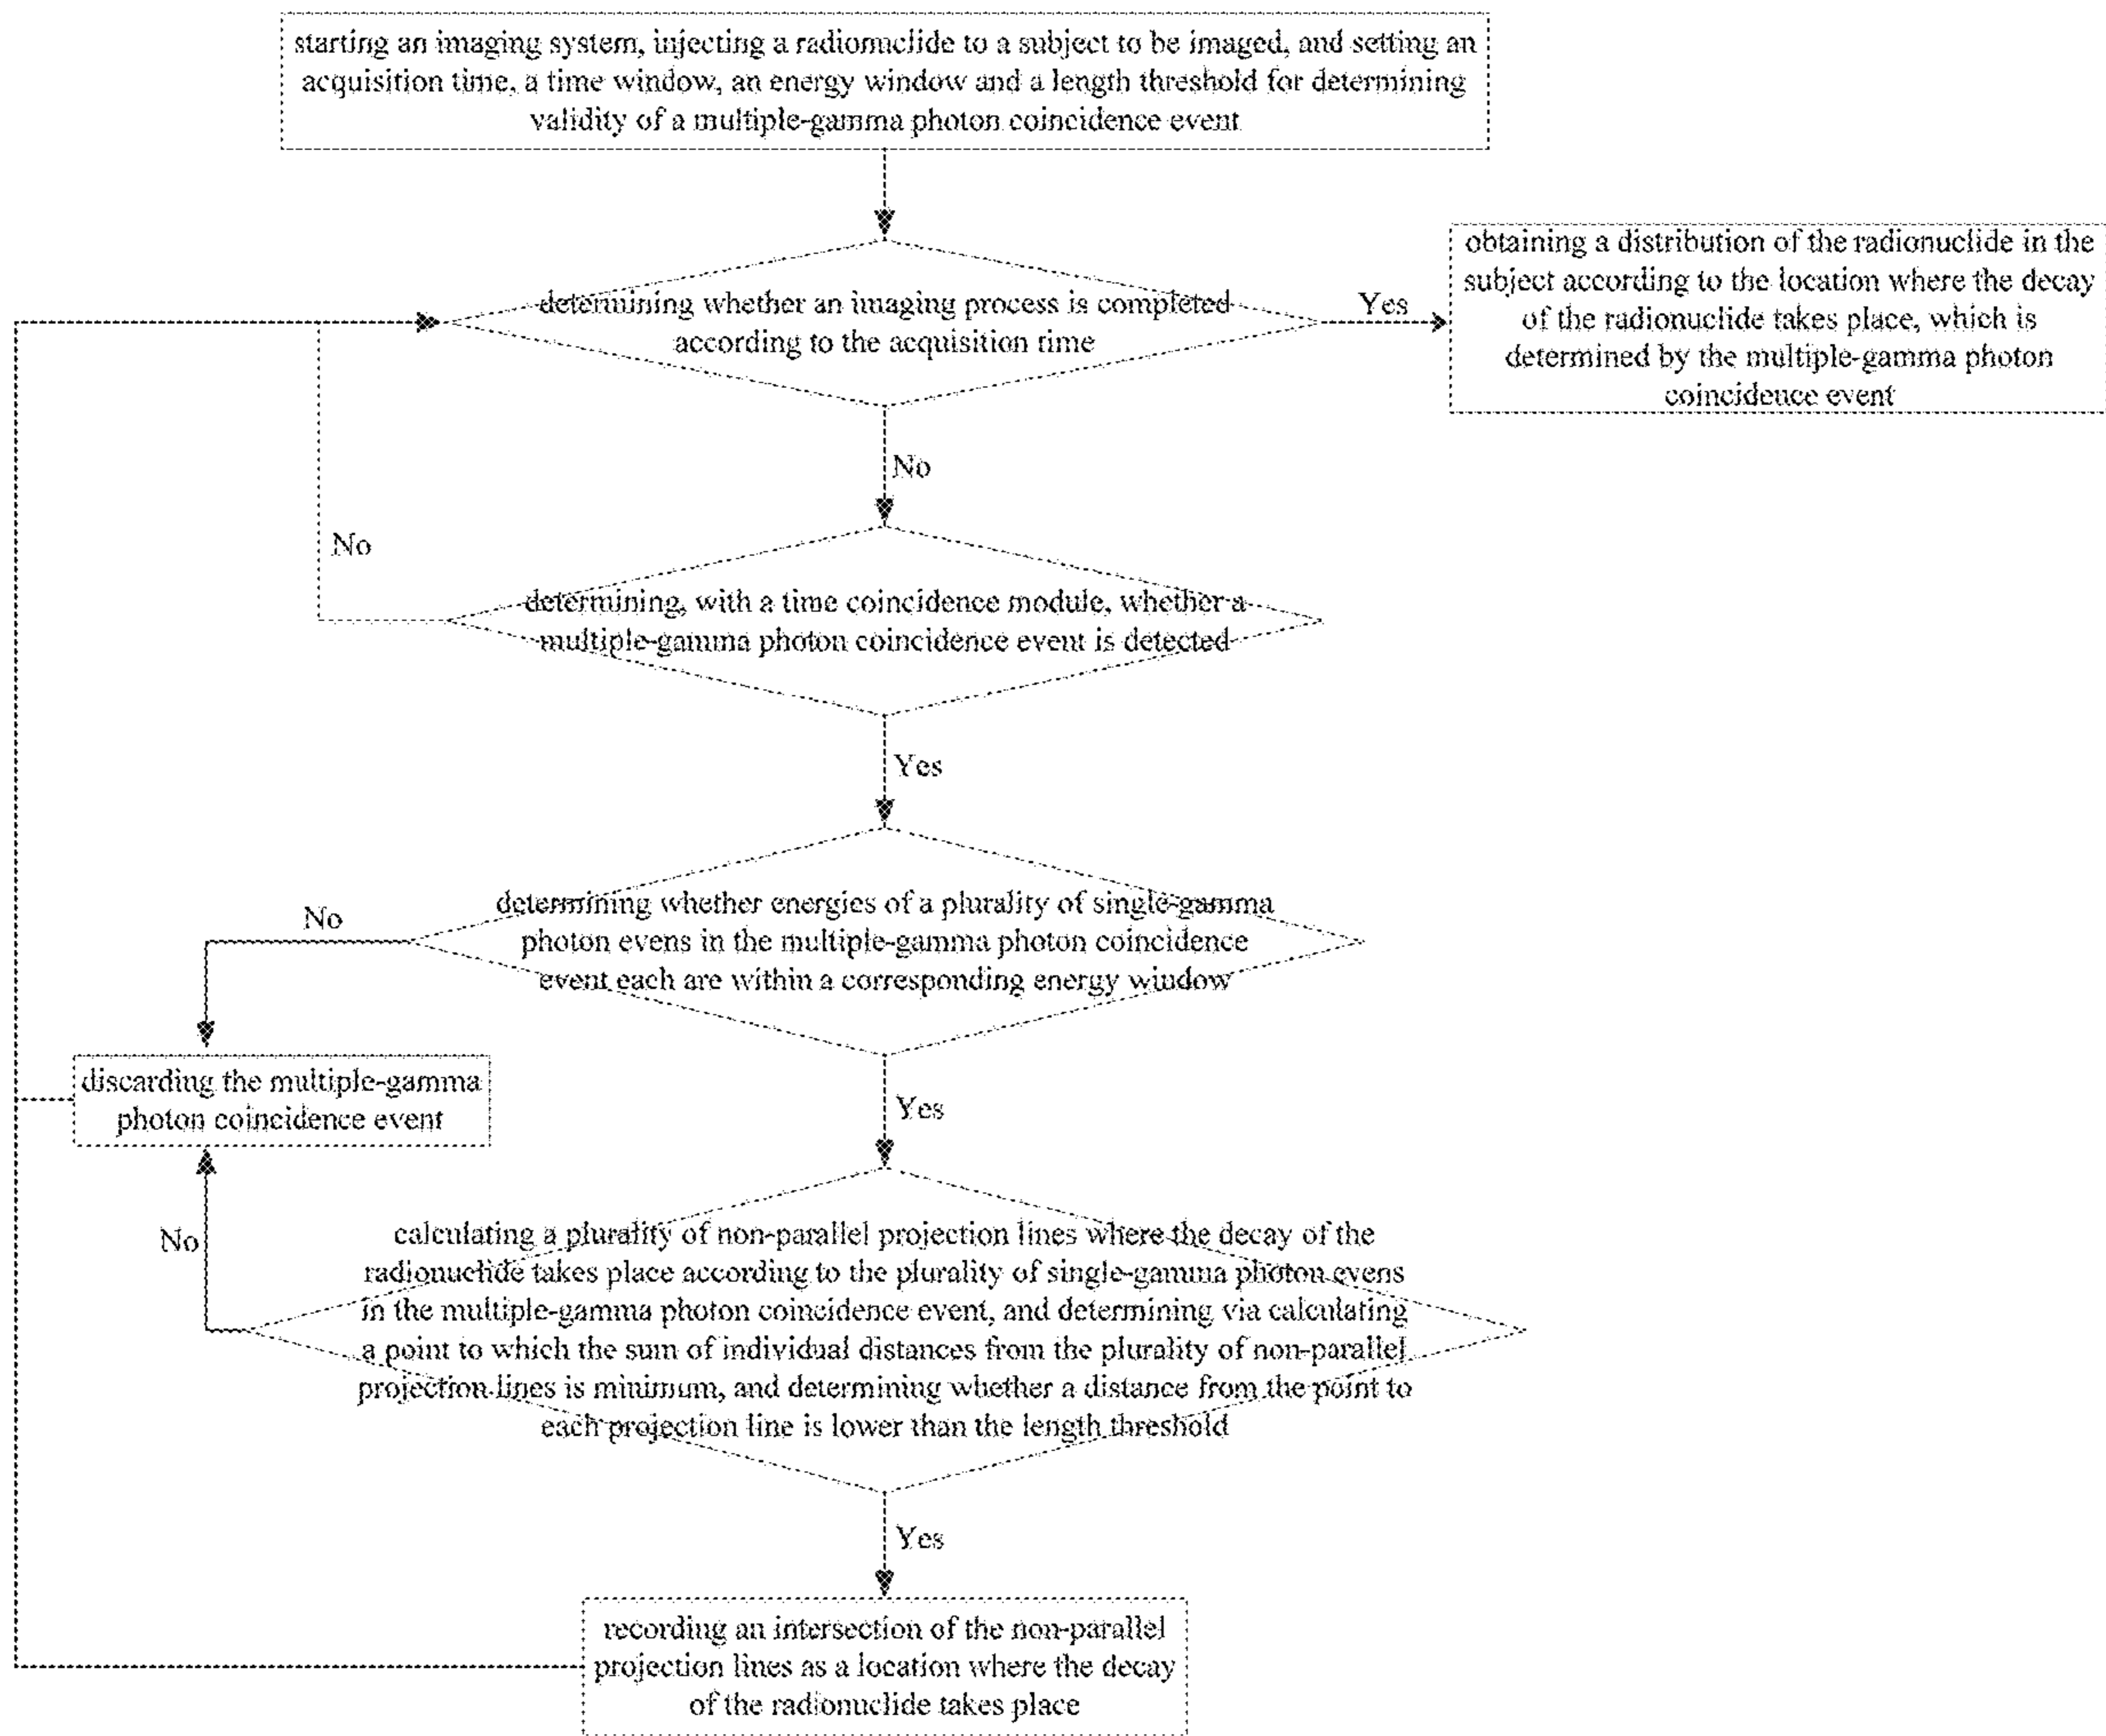 starting an imaging system, injecting a radionuclide to a subject to be imaged, and setting an
acquisition time, a time window, an energy window and a length threshold for determining
validity of a multiple-gamma photon coincidence event
determining whether an imaging process is completed
according to the acquisition time
Yes
obtaining a distribution of the radionuclide in the
subject according to the location where the decay
of the radionuclide takes place, which is
determined by the multiple-gamma photon
coincidence event
No
No
determining, with a time coincidence module, whether a
multiple-gamma photon coincidence event is detected
Yes
determining whether energies of a plurality of single-gamma
photon evens in the multiple-gamma photon coincidence
event each are within a corresponding energy window
No
discarding the multiple-gamma
photon coincidence event
Yes
No
calculating a plurality of non-parallel projection lines where the decay of the
radionuclide takes place according to the plurality of single-gamma photon evens
in the multiple-gamma photon coincidence event, and determining via calculating
a point to which the sum of individual distances from the plurality of non-parallel
projection lines is minimum, and determining whether a distance from the point to
each projection line is lower than the length threshold
Yes
recording an intersection of the non-parallel
projection lines as a location where the decay
of the radionuclide takes place